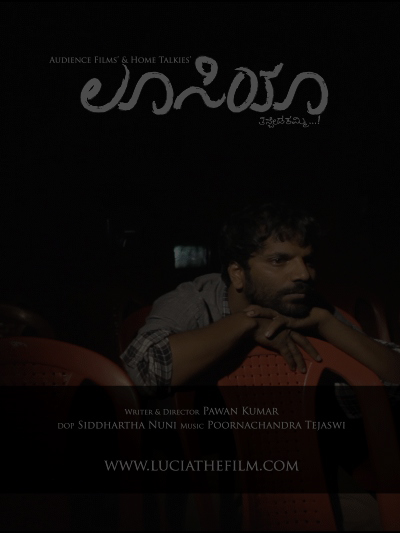 Audience Films' & Home Talkies'
ಲೂಸಿಯಾ
Writer & Director Pawan Kumar
DOP Siddhartha Nuni Music Poornachandra Tejaswi
www.luciathefilm.com